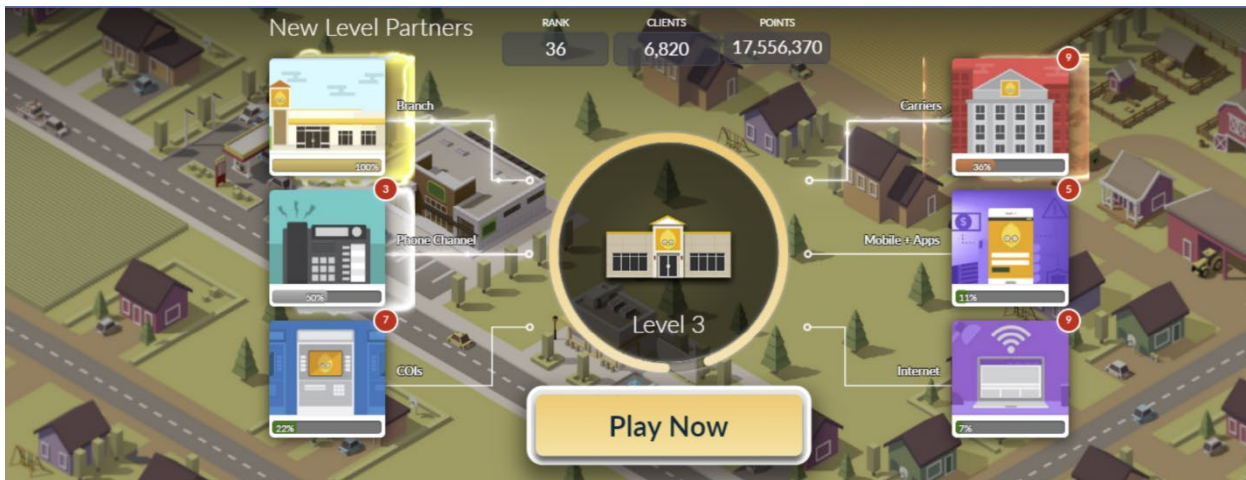 New Level Partners
RANK
CLIENTS
POINTS
36
6,820
17,556,370
Branch
100%
3
Phone Channel
50%
7
COIs
22%
9
Carriers
36%
5
Mobile + Apps
$
11%
9
Internet
7%
Level 3
Play Now